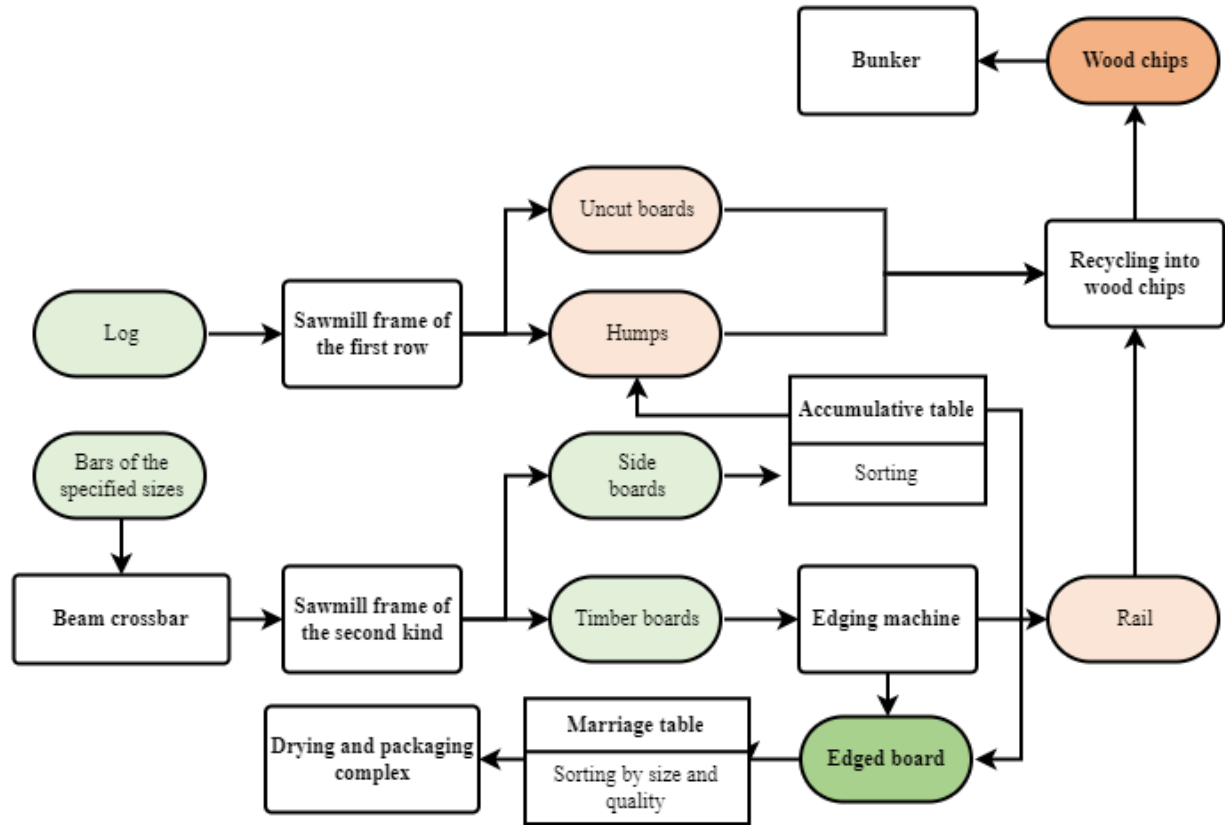 Bunker
Wood chips
Uncut boards
Recycling into
wood chips
Log
Sawmill frame of
the first row
Humps
Accumulative table
Sorting
Bars of the
specified sizes
Side
boards
Beam crossbar
Sawmill frame of
the second kind
Timber boards
Edging machine
Rail
Drying and packaging
complex
Marriage table
Sorting by size and
quality
Edged board